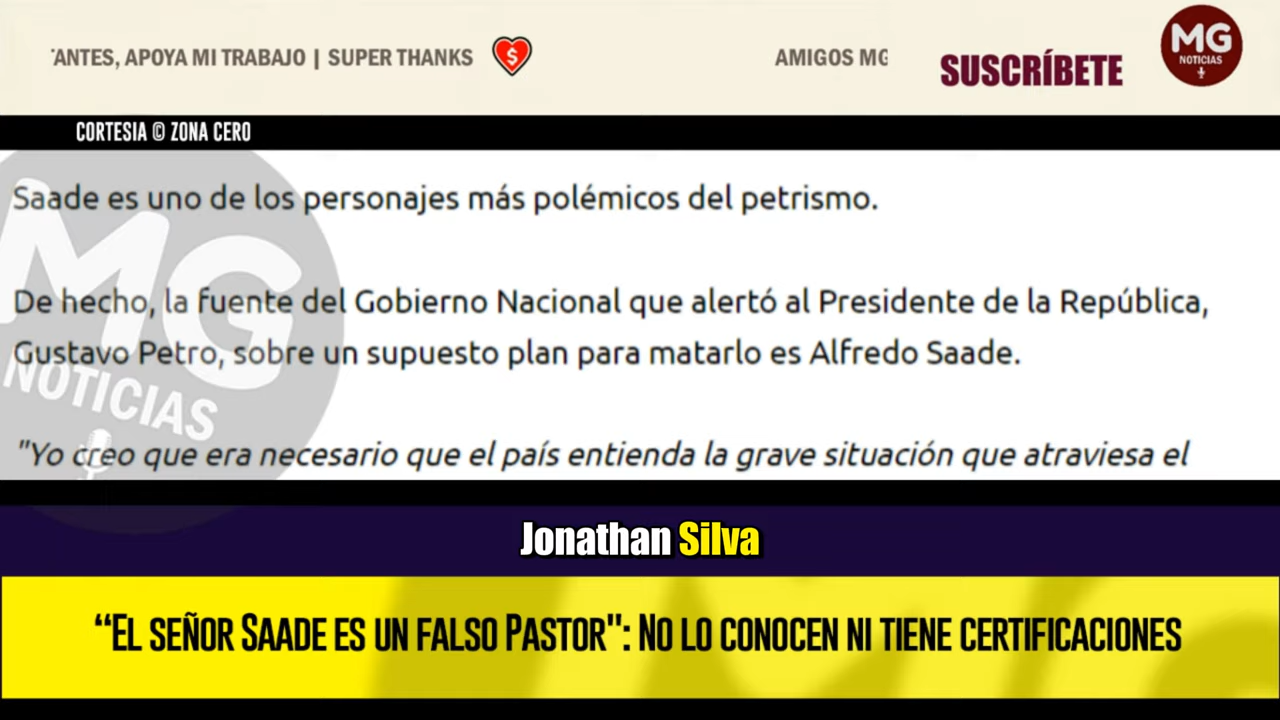 'ANTES, APOYA MI TRABAJO | SUPER THANKS
AMIGOS MG
SUSCRÍBETE
MG
NOTICIAS
CORTESIA © ZONA CERO
Saade es uno de los personajes más polémicos del petrismo.
De hecho, la fuente del Gobierno Nacional que alertó al Presidente de la República,
Gustavo Petro, sobre un supuesto plan para matarlo es Alfredo Saade.
"Yo creo que era necesario que el país entienda la grave situación que atraviesa el
MG
NOTICIAS
Jonathan Silva
“EL SEÑOR SAADE ES UN FALSO PASTOR": NO LO CONOCEN NI TIENE CERTIFICACIONES